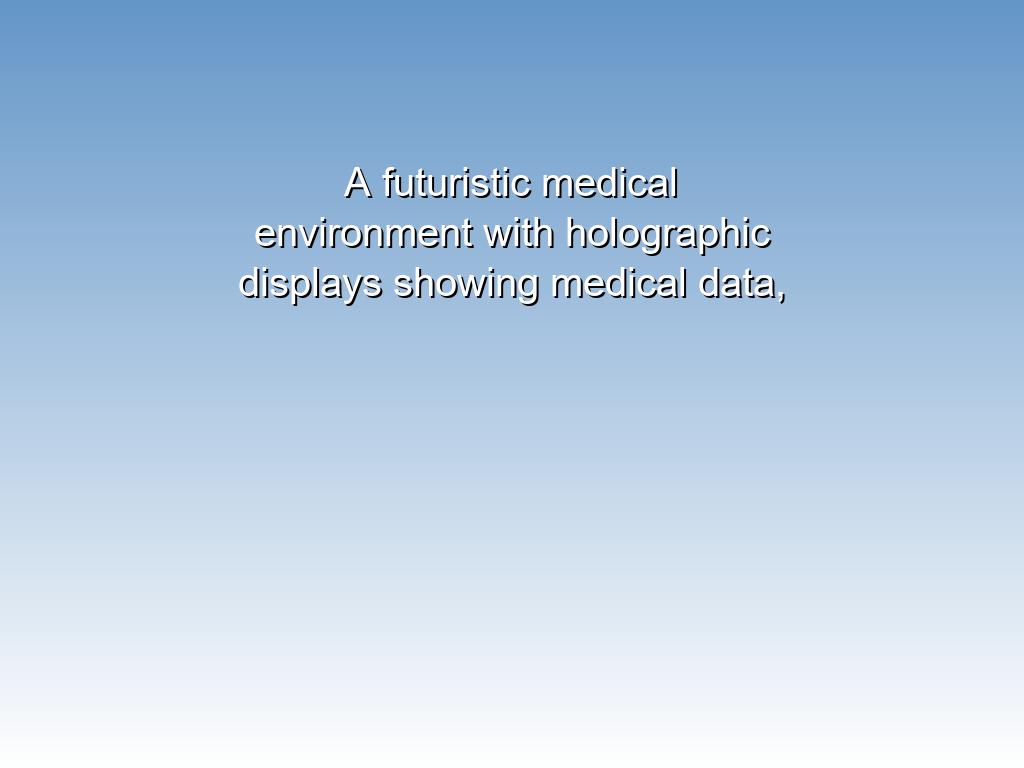 A futuristic medical
environment with holographic
displays showing medical data,